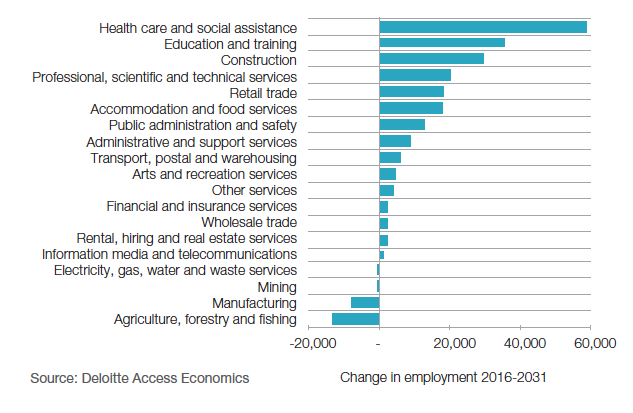 Health care and social assistance
Education and training
Construction
Professional, scientific and technical services
Retail trade
Accommodation and food services
Public administration and safety
Administrative and support services
Transport, postal and warehousing
Arts and recreation services
Other services
Financial and insurance services
Wholesale trade
Rental, hiring and real estate services
Information media and telecommunications
Electricity, gas, water and waste services
Mining
Manufacturing
Agriculture, forestry and fishing
-20,000 - 20,000 40,000 60,000
Source: Deloitte Access Economics Change in employment 2016-2031